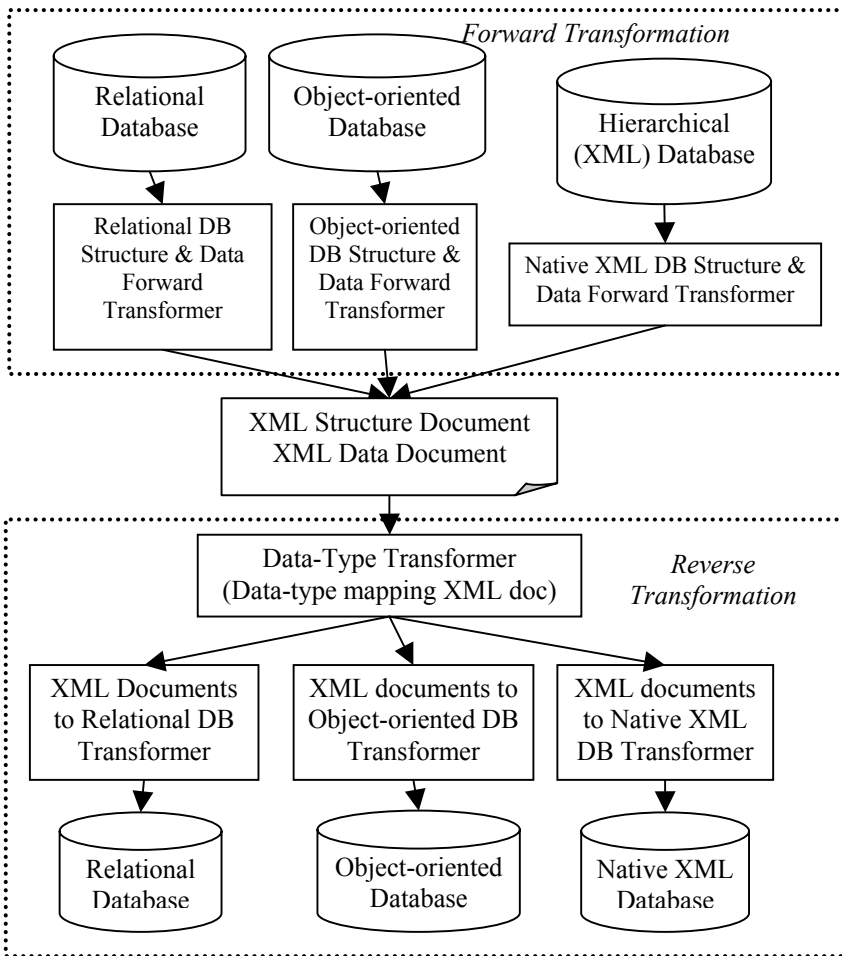 Forward Transformation
Relational
Database
Object-oriented
Database
Hierarchical
(XML) Database
Relational DB
Structure & Data
Forward
Transformer
Object-oriented
DB Structure &
Data Forward
Transformer
Native XML DB Structure &
Data Forward Transformer
XML Structure Document
XML Data Document
Data-Type Transformer
(Data-type mapping XML doc)
Reverse
Transformation
XML Documents
to Relational DB
Transformer
XML documents to
Object-oriented DB
Transformer
XML documents
to Native XML
DB Transformer
Relational
Database
Object-oriented
Database
Native XML
Database